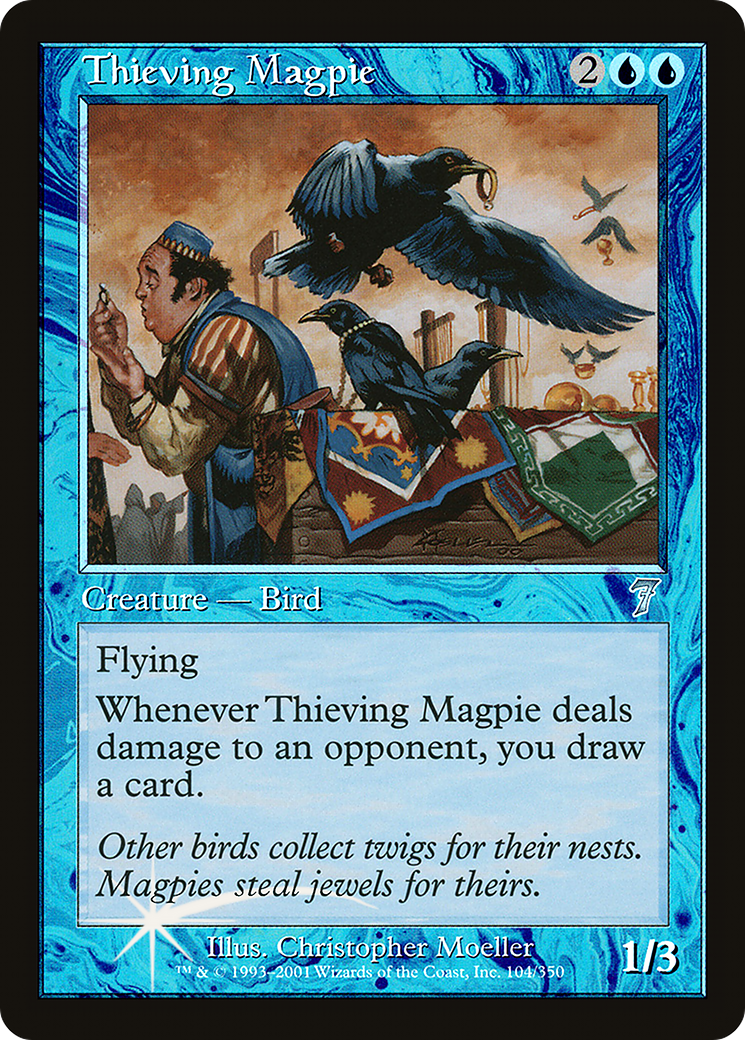 Thieving Magpie 2
Creature — Bird 7
Flying
Whenever Thieving Magpie deals
damage to an opponent, you draw
a card.
Other birds collect twigs for their nests.
Magpies steal jewels for theirs.
Illus. Christopher Moeller
™ & © 1993–2001 Wizards of the Coast, Inc. 104/350
1/3